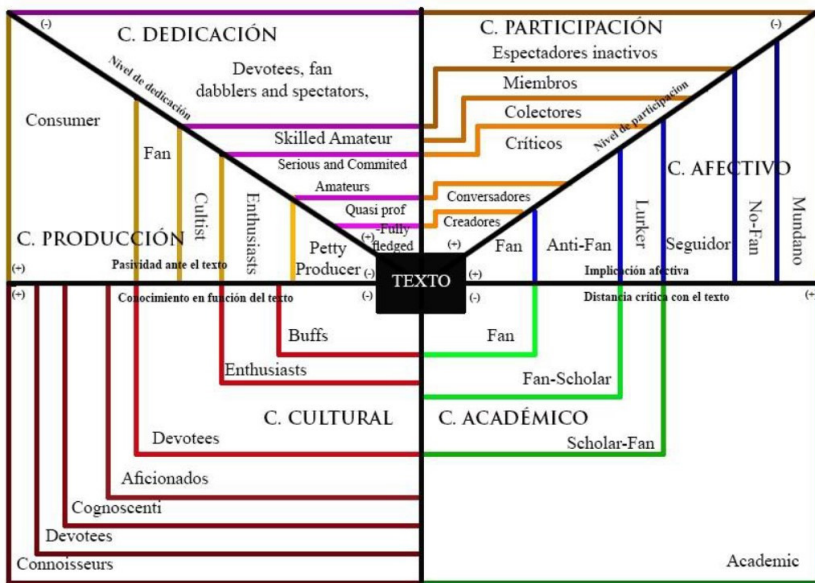 C. DEDICACIÓN
Nivel de dedicación
Devotees, fan
dabblers and spectators,
Skilled Amateur
Serious and Commited
Amateurs
Quasi prof
-Fully
fledged
(-)
(+)
C. PARTICIPACIÓN
Espectadores inactivos
Miembros
Colectores
Críticos
Conversadores
Creadores
Nivel de participacion
(-)
(+)
Consumer
Fan
Cultist
Enthusiasts
Petty
Producer
C. PRODUCCIÓN
Pasividad ante el texto
(+)
(-)
TEXTO
C. AFECTIVO
Fan
Anti-Fan
Lurker
Seguidor
No-Fan
Mundano
Implicación afectiva
(+)
(-)
Conocimiento en función del texto
(+)
(-)
Buffs
Enthusiasts
C. CULTURAL
Devotees
Aficionados
Cognoscenti
Devotees
Connoisseurs
Distancia crítica con el texto
(-)
(+)
Fan
Fan-Scholar
C. ACADÉMICO
Scholar-Fan
Academic